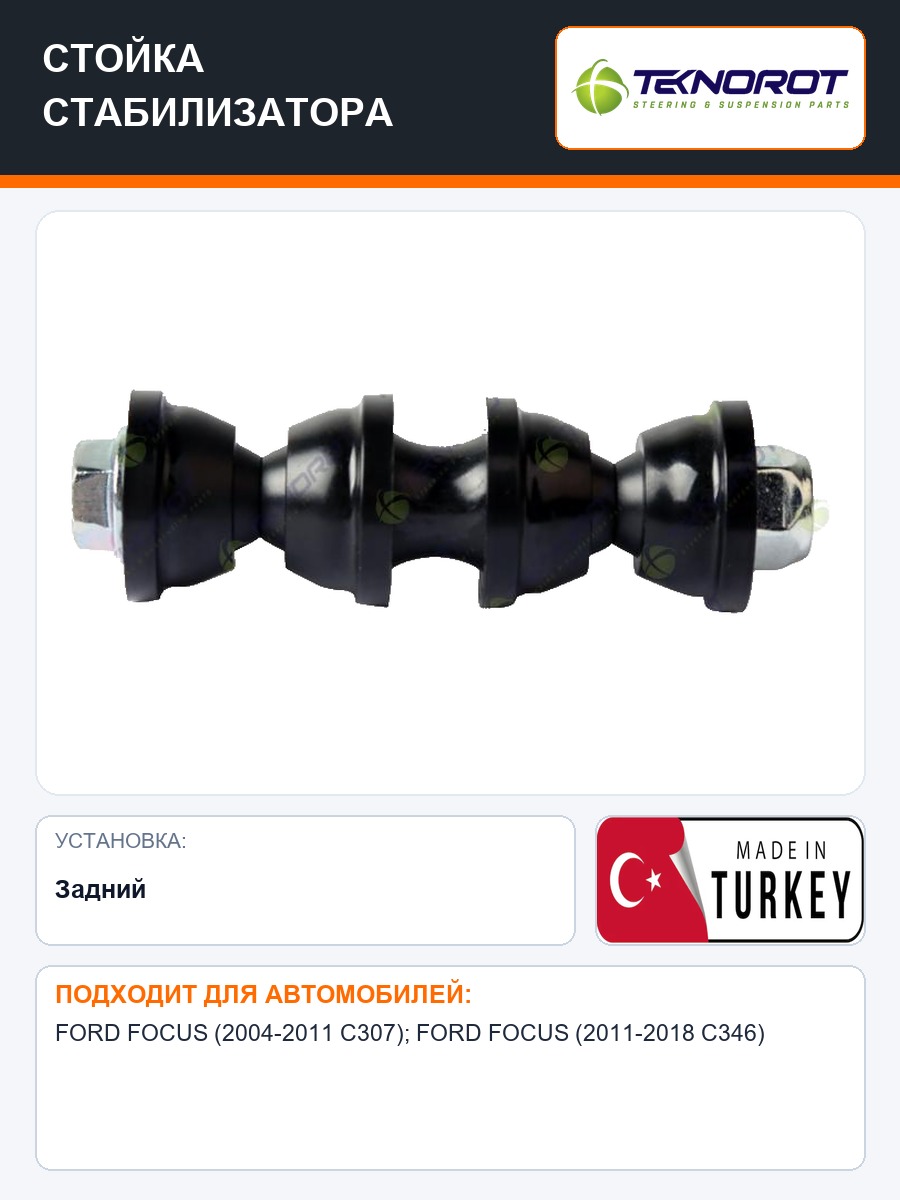 СТОЙКА
СТАБИЛИЗАТОРА
TEKNOROT
STEERING & SUSPENSION PARTS
TEKNOROT
УСТАНОВКА:
Задний
MADE IN
TURKEY
ПОДХОДИТ ДЛЯ АВТОМОБИЛЕЙ:
FORD FOCUS (2004-2011 C307); FORD FOCUS (2011-2018 C346)